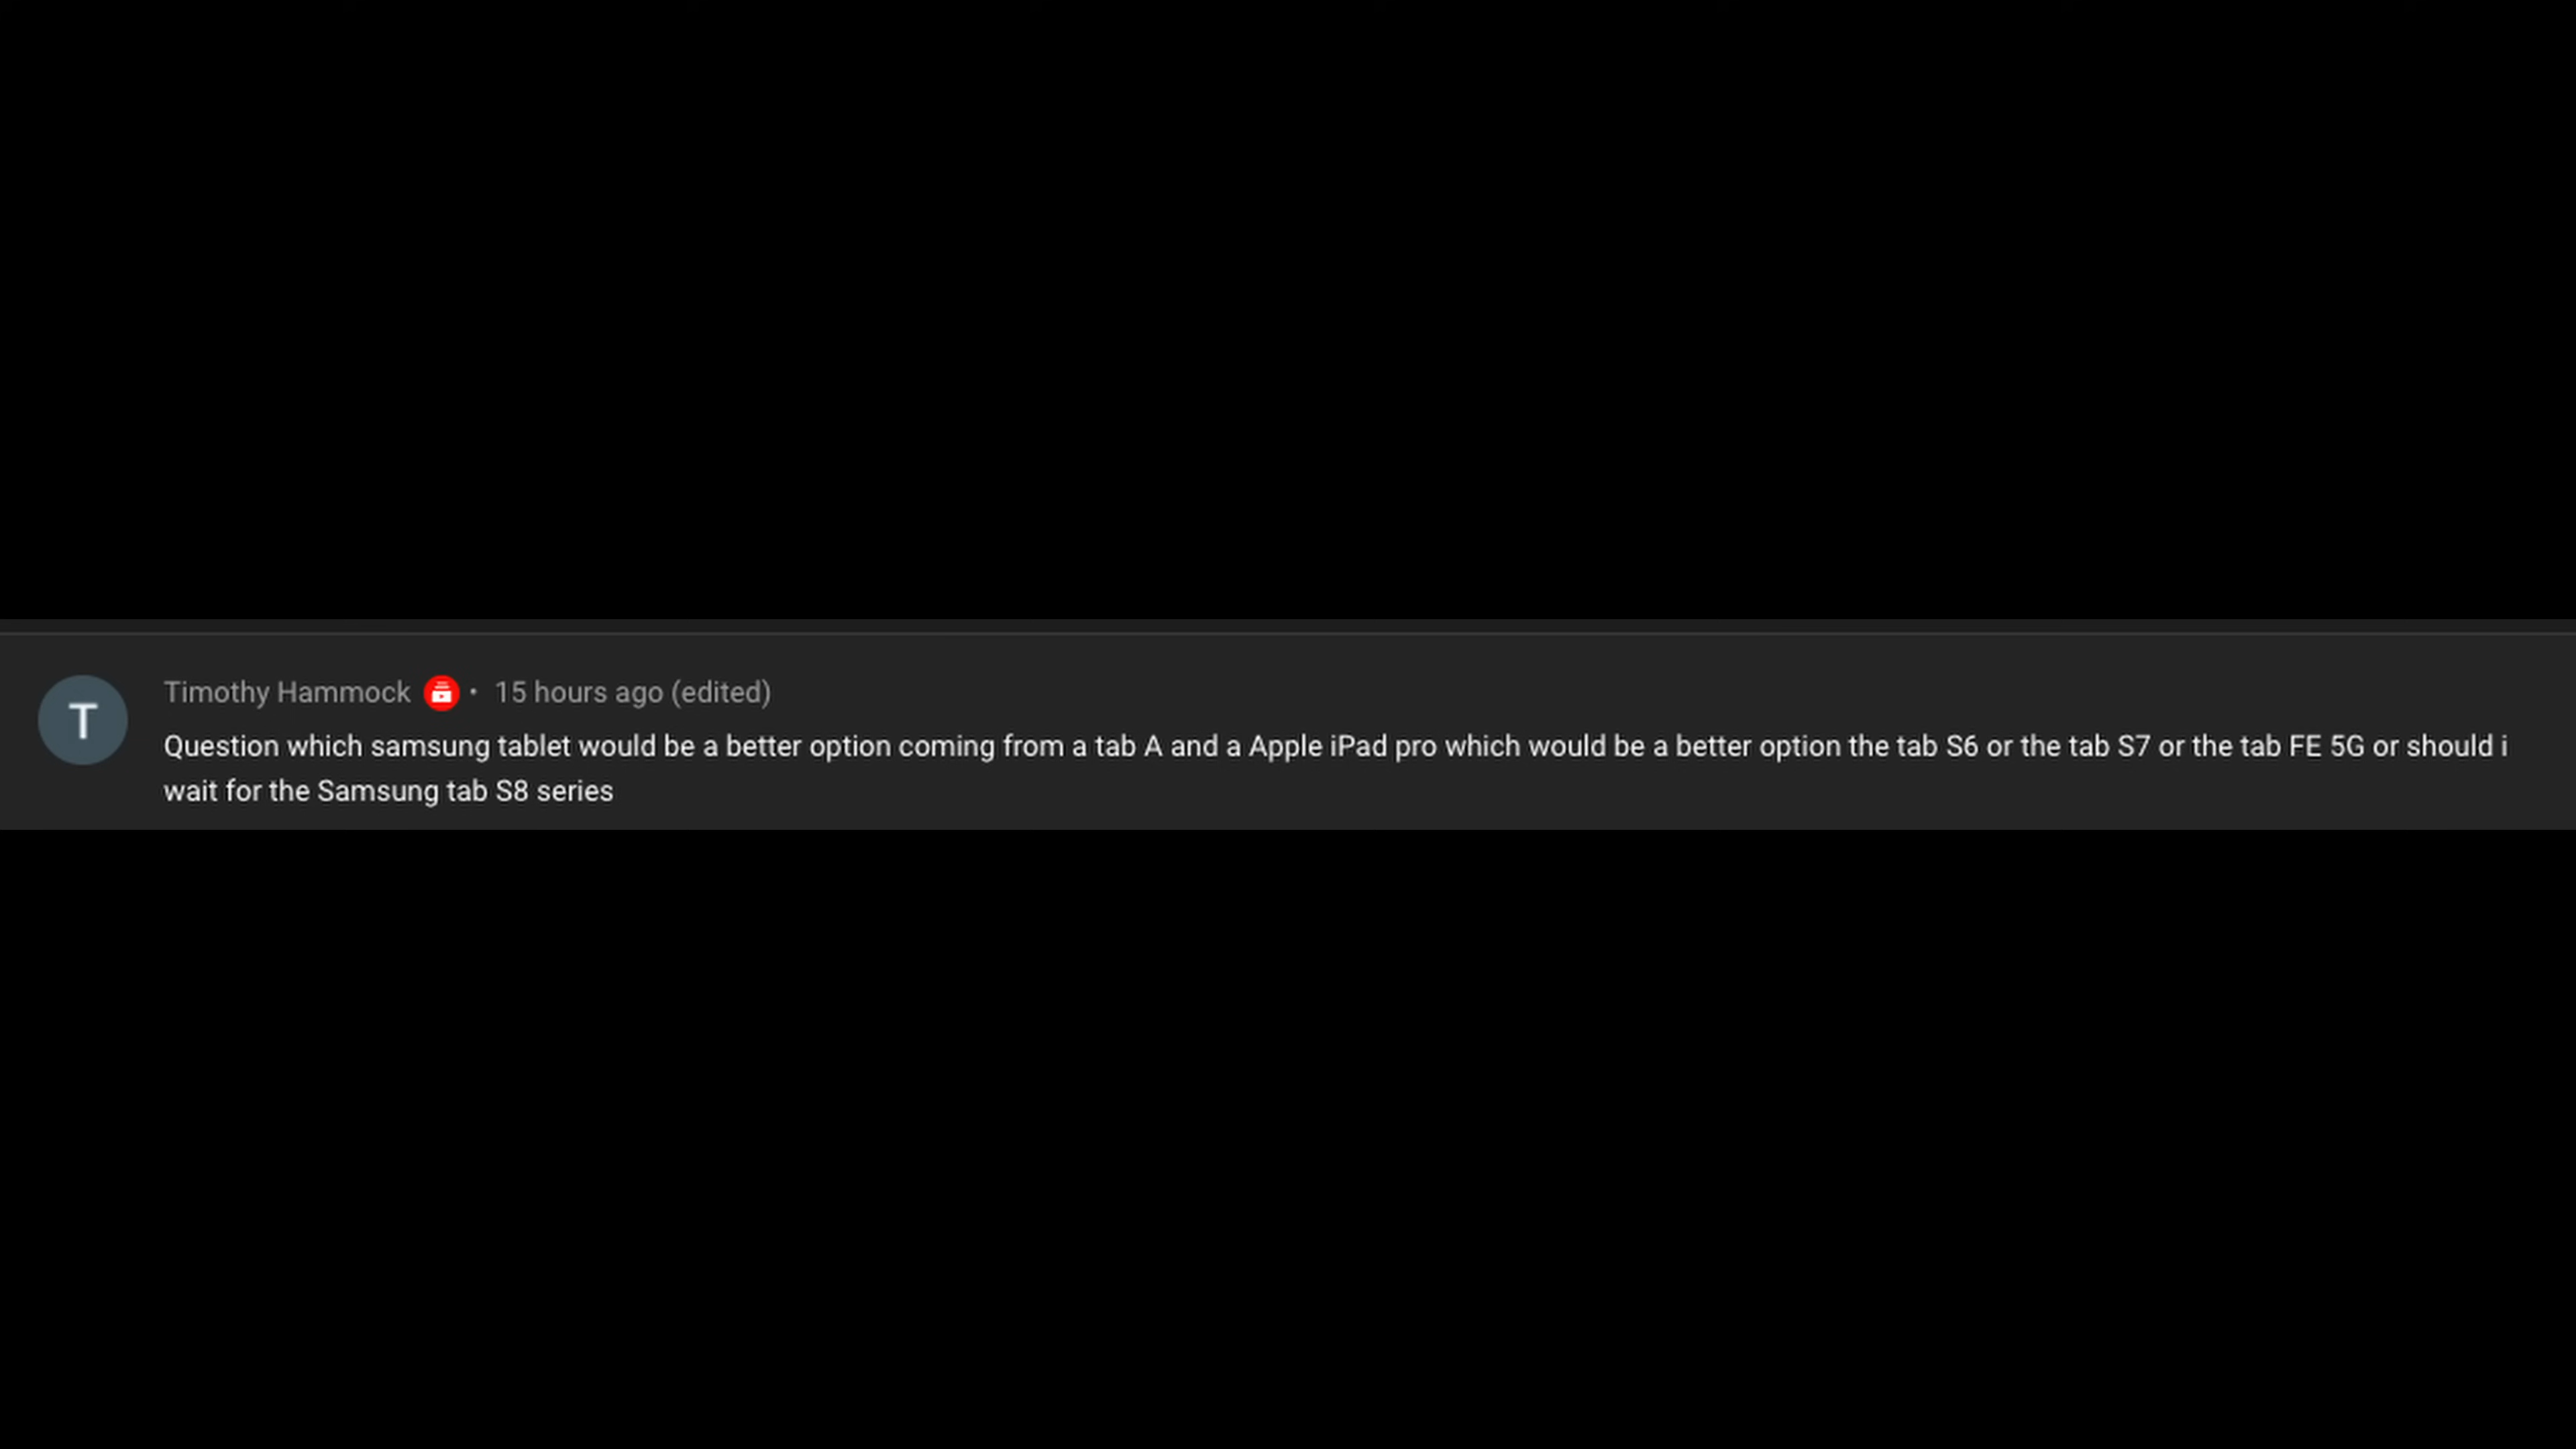 T
Timothy Hammock • 15 hours ago (edited)
Question which samsung tablet would be a better option coming from a tab A and a Apple iPad pro which would be a better option the tab S6 or the tab S7 or the tab FE 5G or should i
wait for the Samsung tab S8 series